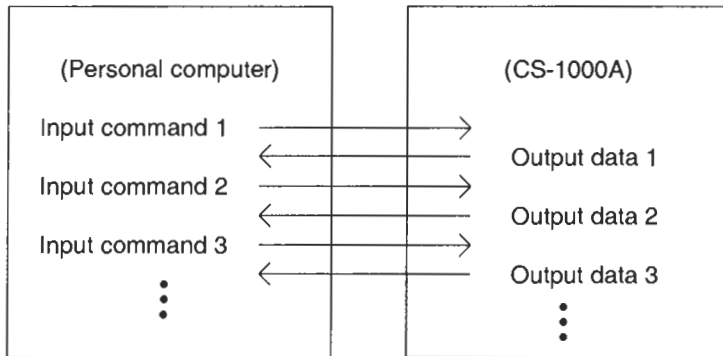 (Personal computer)
(CS-1000A)
Input command 1
Output data 1
Input command 2
Output data 2
Input command 3
Output data 3